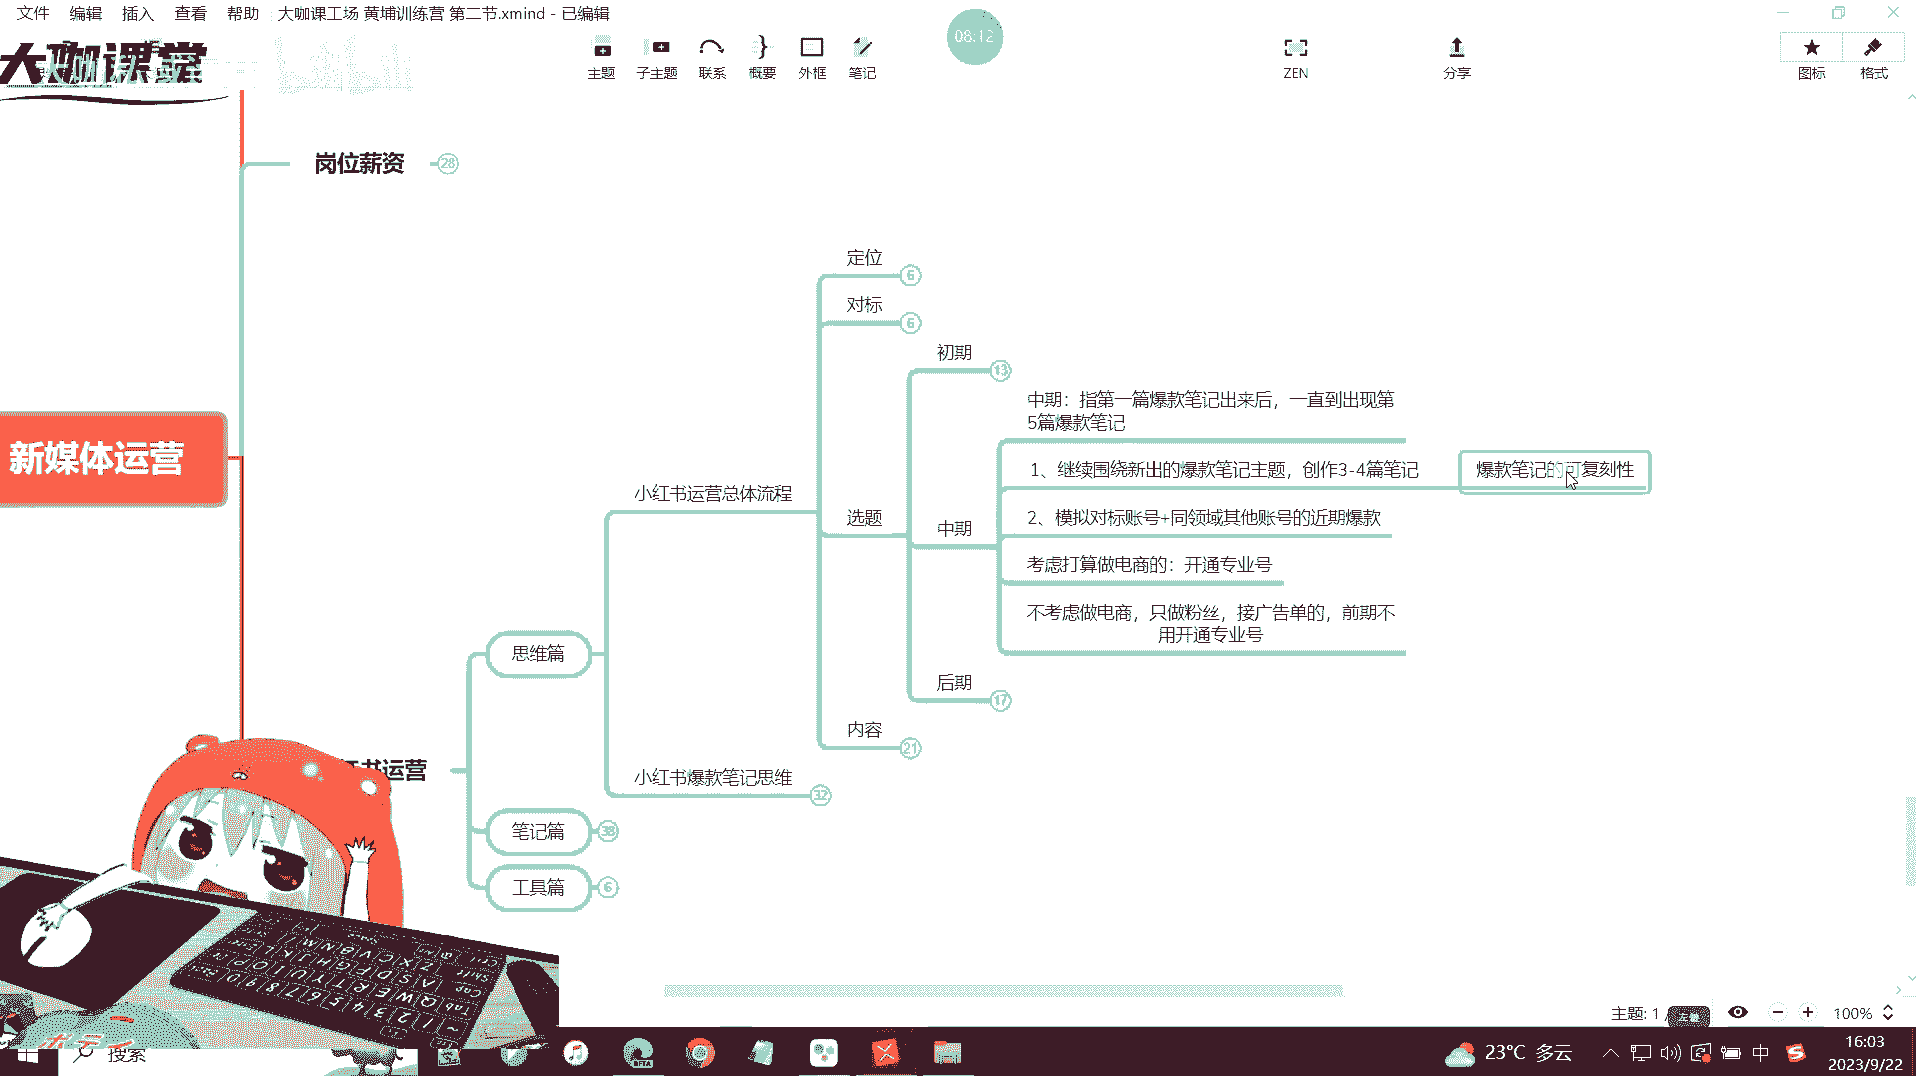 文件 编辑 插入 查看 帮助 大咖课工场 黄埔训练营 第二节.xmind - 已编辑
大咖课堂
08:12
主题 子主题 联系 概要 外框 笔记
ZEN
分享
图标 格式
岗位薪资 28
定位 6
对标 6
初期 13
中期：指第一篇爆款笔记出来后，一直到出现第
5篇爆款笔记
1、继续围绕新出的爆款笔记主题，创作3-4篇笔记
爆款笔记的可复刻性
新媒体运营
小红书运营总体流程
选题
中期
2、模拟对标账号+同领域其他账号的近期爆款
考虑打算做电商的：开通专业号
不考虑做电商，只做粉丝，接广告单的，前期不
用开通专业号
思维篇
后期 17
内容 21
书运营
小红书爆款笔记思维 32
笔记篇 38
工具篇 6
主题: 1 /
100%
搜索
23°C 多云
中
16:03
2023/9/22